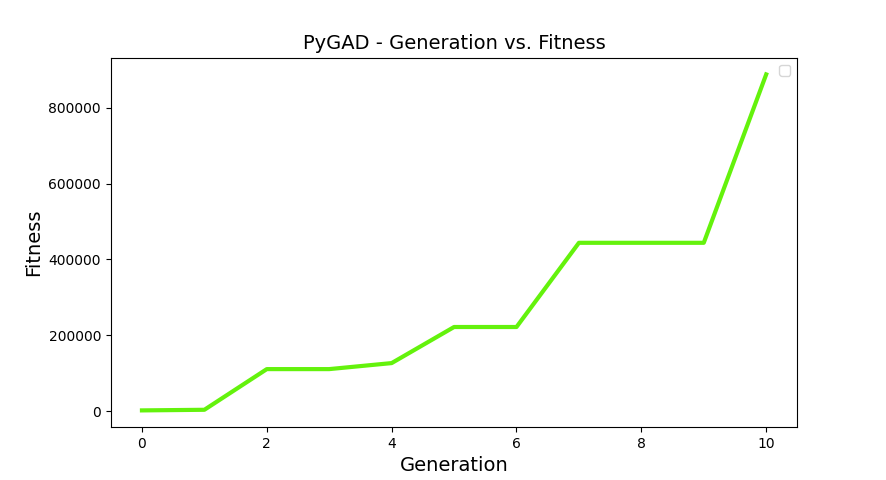 PyGAD - Generation vs. Fitness
800000
600000
400000
200000
0
Fitness
0 2 4 6 8 10
Generation